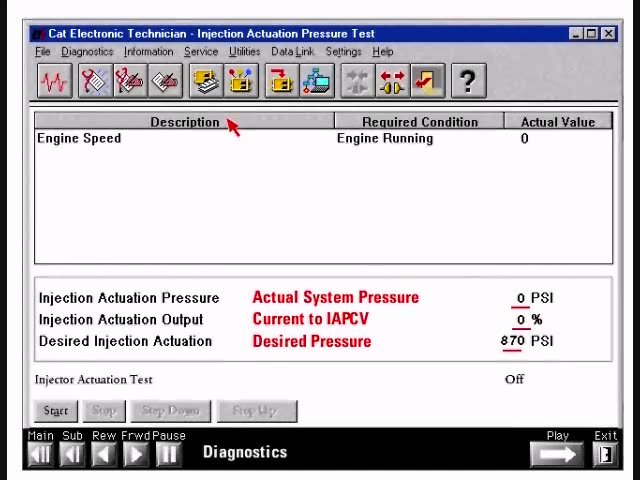 Cat Electronic Technician - Injection Actuation Pressure Test
File Diagnostics Information Service Utilities Data Link Settings Help
?
Description Required Condition Actual Value
Engine Speed Engine Running 0
Injection Actuation Pressure Actual System Pressure 0 PSI
Injection Actuation Output Current to IAPCV 0 %
Desired Injection Actuation Desired Pressure 870 PSI
Injector Actuation Test Off
Start Stop Step Down Step Up
Main Sub Rew Frwd Pause Play Exit
Diagnostics